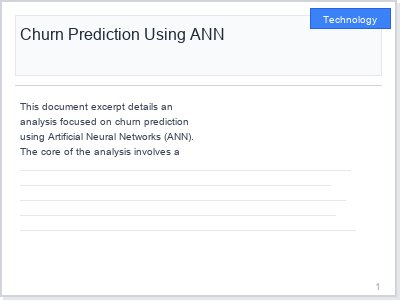 Technology
Churn Prediction Using ANN
This document excerpt details an
analysis focused on churn prediction
using Artificial Neural Networks (ANN).
The core of the analysis involves a
1